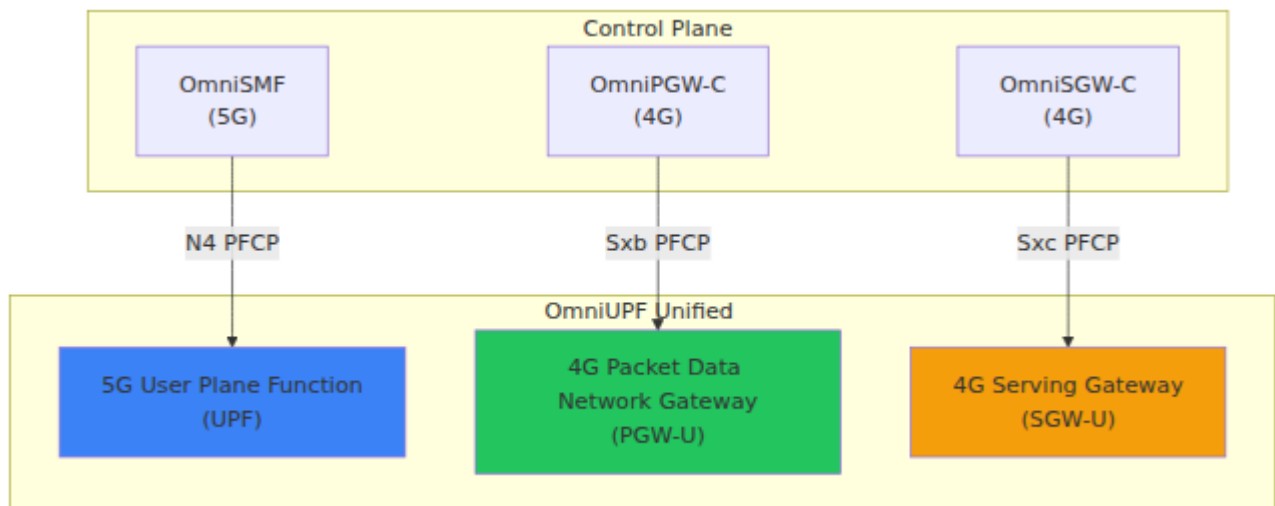 Control Plane
OmniSMF
(5G)
OmniPGW-C
(4G)
OmniSGW-C
(4G)
N4 PFCP
Sxb PFCP
Sxc PFCP
OmniUPF Unified
5G User Plane Function
(UPF)
4G Packet Data
Network Gateway
(PGW-U)
4G Serving Gateway
(SGW-U)